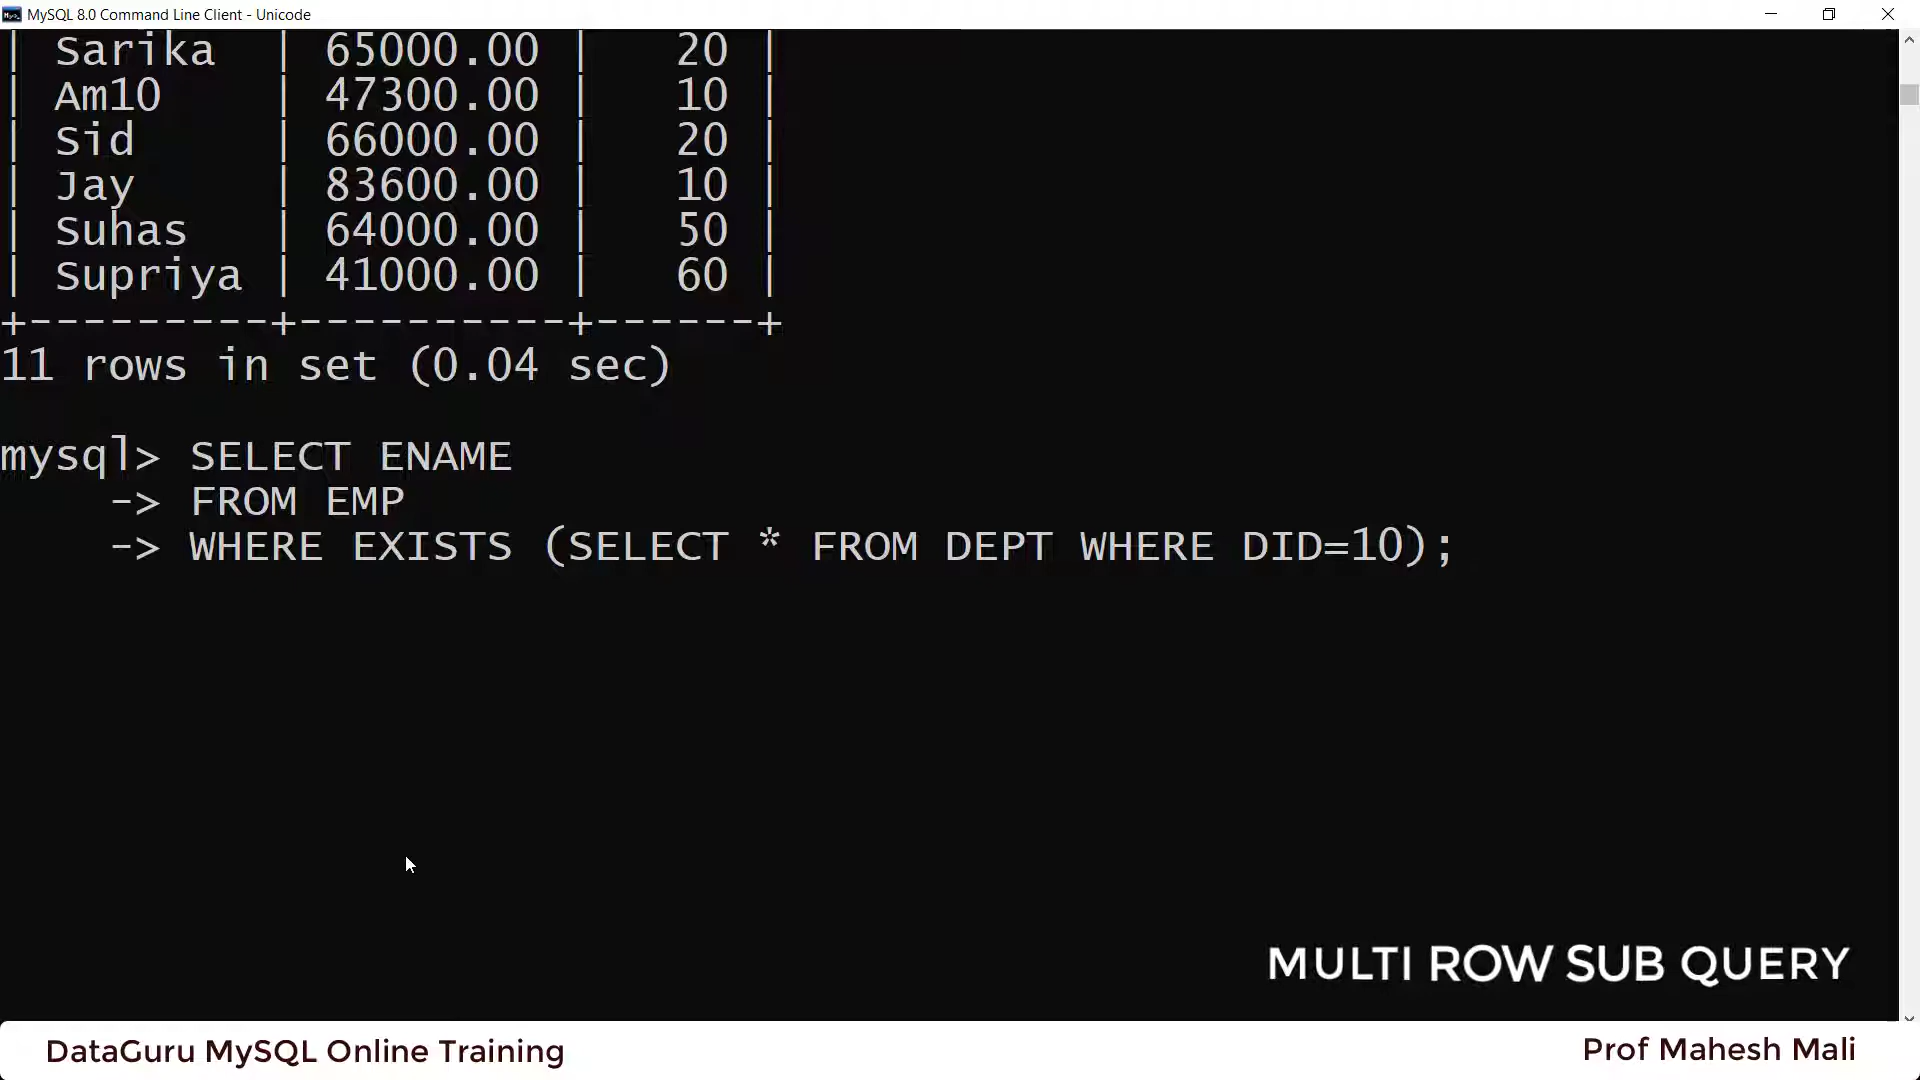 MySQL 8.0 Command Line Client - Unicode
| Sarika  | 65000.00 |   20 |
| Am10    | 47300.00 |   10 |
| Sid     | 66000.00 |   20 |
| Jay     | 83600.00 |   10 |
| Suhas   | 64000.00 |   50 |
| Supriya | 41000.00 |   60 |
+---------+----------+------+
11 rows in set (0.04 sec)
mysql> SELECT ENAME
    -> FROM EMP
    -> WHERE EXISTS (SELECT * FROM DEPT WHERE DID=10);
MULTI ROW SUB QUERY
DataGuru MySQL Online Training
Prof Mahesh Mali